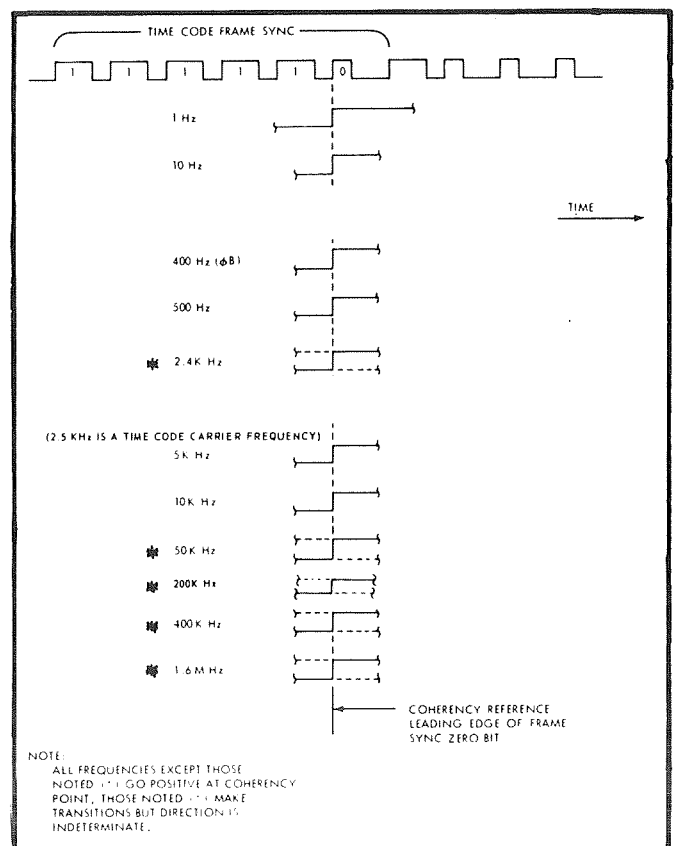 TIME CODE FRAME SYNC
1 1 1 1 1 0
1 Hz
10 Hz
TIME
400 Hz (ϕB)
500 Hz
2.4K Hz
(2.5 KHz IS A TIME CODE CARRIER FREQUENCY)
5K Hz
10K Hz
50K Hz
200K Hz
400K Hz
1.6M Hz
COHERENCY REFERENCE
LEADING EDGE OF FRAME
SYNC ZERO BIT
NOTE:
ALL FREQUENCIES EXCEPT THOSE
NOTED (*) GO POSITIVE AT COHERENCY
POINT, THOSE NOTED (*) MAKE
TRANSITIONS BUT DIRECTION IS
INDETERMINATE.